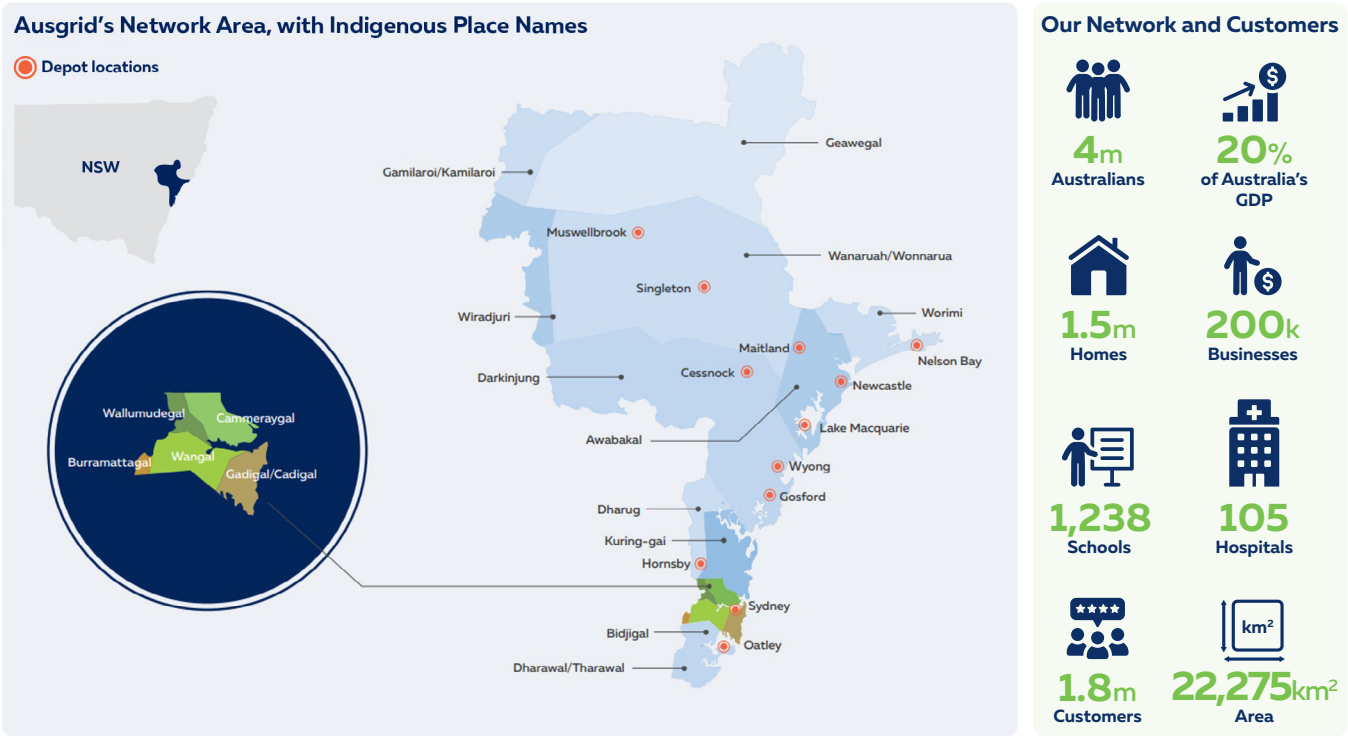 Ausgrid's Network Area, with Indigenous Place Names
Depot locations
NSW
Geawegal
Gamilaroi/Kamilaroi
Muswellbrook
Wanaruah/Wonnarua
Singleton
Wiradjuri
Worimi
Maitland
Nelson Bay
Cessnock
Darkinjung
Newcastle
Lake Macquarie
Awabakal
Wyong
Gosford
Dharug
Kuring-gai
Hornsby
Sydney
Bidjigal
Oatley
Dharawal/Tharawal
Wallumudegal
Cammeraygal
Burramattagal
Wangal
Gadigal/Cadigal
Our Network and Customers
$
4m
Australians
20%
of Australia's
GDP
$
1.5m
Homes
200k
Businesses
1,238
Schools
105
Hospitals
1.8m
Customers
km²
22,275km²
Area